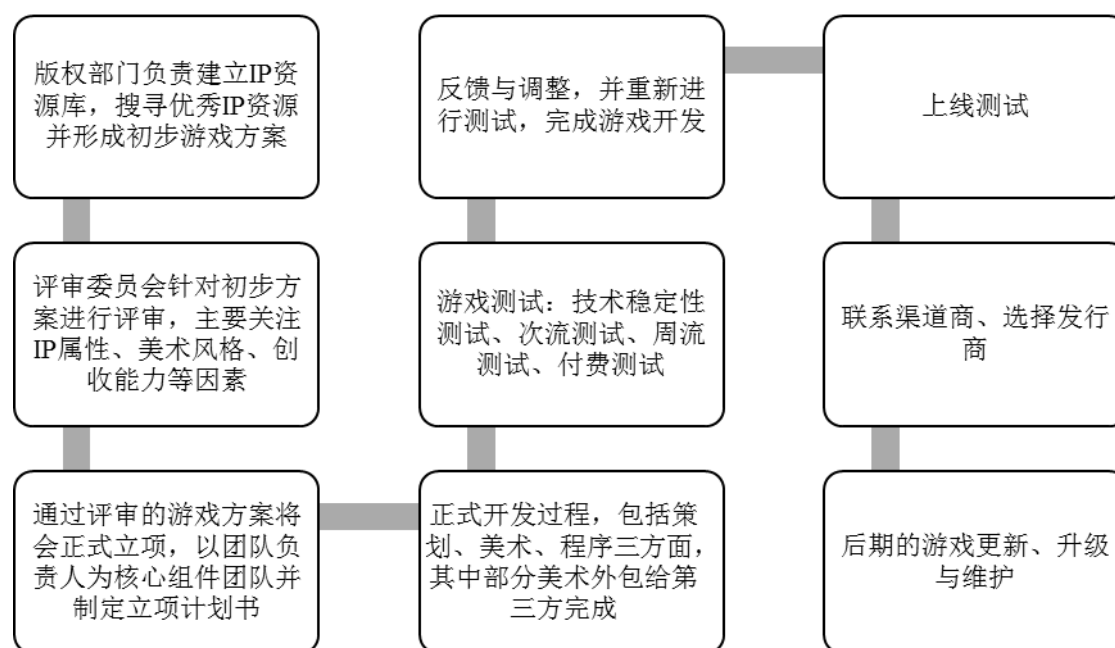 版权部门负责建立IP资
源库，搜寻优秀IP资源
并形成初步游戏方案
评审委员会针对初步方
案进行评审，主要关注
IP属性、美术风格、创
收能力等因素
通过评审的游戏方案将
会正式立项，以团队负
责人为核心组件团队并
制定立项计划书
正式开发过程，包括策
划、美术、程序三方面，
其中部分美术外包给第
三方完成
游戏测试：技术稳定性
测试、次流测试、周流
测试、付费测试
反馈与调整，并重新进
行测试，完成游戏开发
上线测试
联系渠道商、选择发行
商
后期的游戏更新、升级
与维护